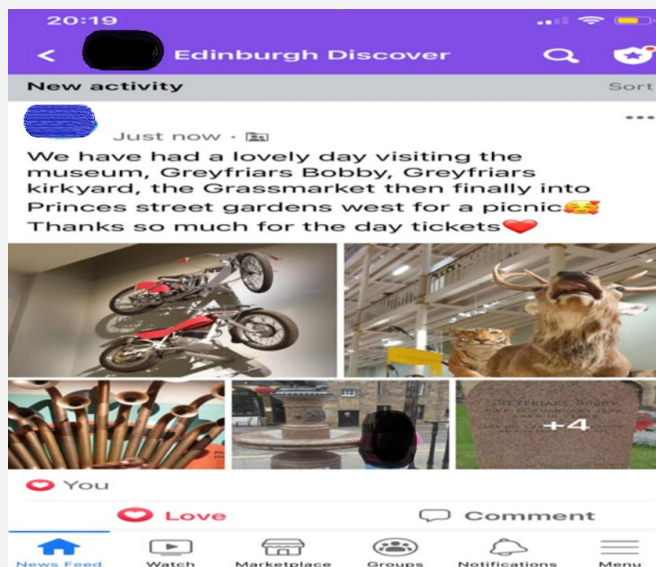 20:19
Edinburgh Discover
New activity
Sort
Just now
We have had a lovely day visiting the
museum, Greyfriars Bobby, Greyfriars
kirkyard, the Grassmarket then finally into
Princes street gardens west for a picnic🥰
Thanks so much for the day tickets❤️
GREYFRIARS BOBBY
+4
You
Love
Comment
News Feed
Watch
Marketplace
Groups
Notifications
Menu